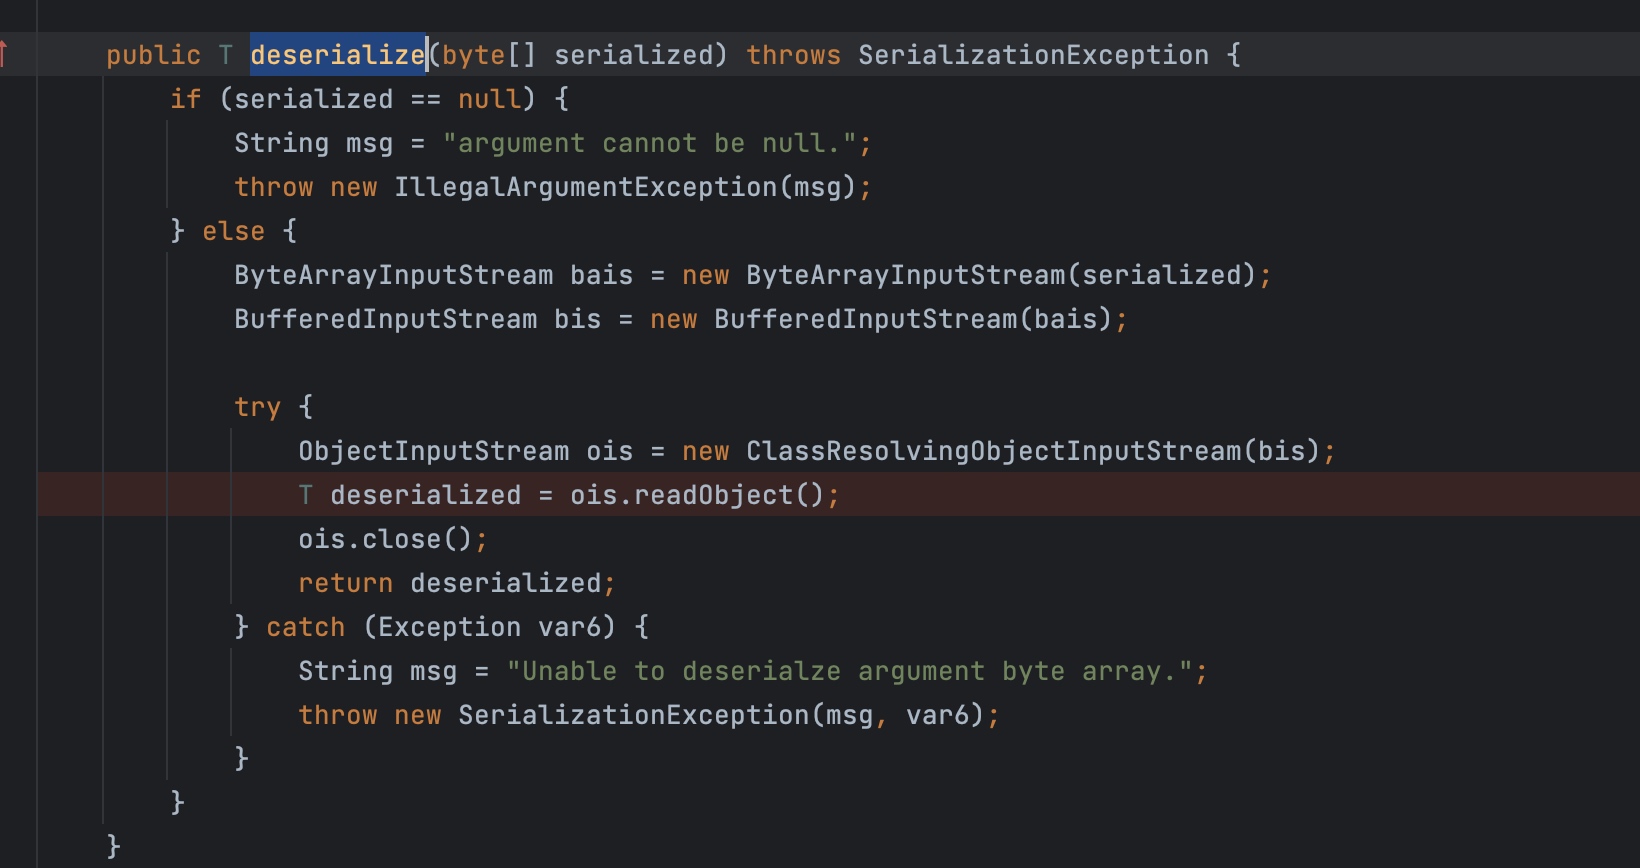 public T deserialize(byte[] serialized) throws SerializationException {
if (serialized == null) {
String msg = "argument cannot be null.";
throw new IllegalArgumentException(msg);
} else {
ByteArrayInputStream bais = new ByteArrayInputStream(serialized);
BufferedInputStream bis = new BufferedInputStream(bais);
try {
ObjectInputStream ois = new ClassResolvingObjectInputStream(bis);
T deserialized = ois.readObject();
ois.close();
return deserialized;
} catch (Exception var6) {
String msg = "Unable to deserialze argument byte array.";
throw new SerializationException(msg, var6);
}
}
}